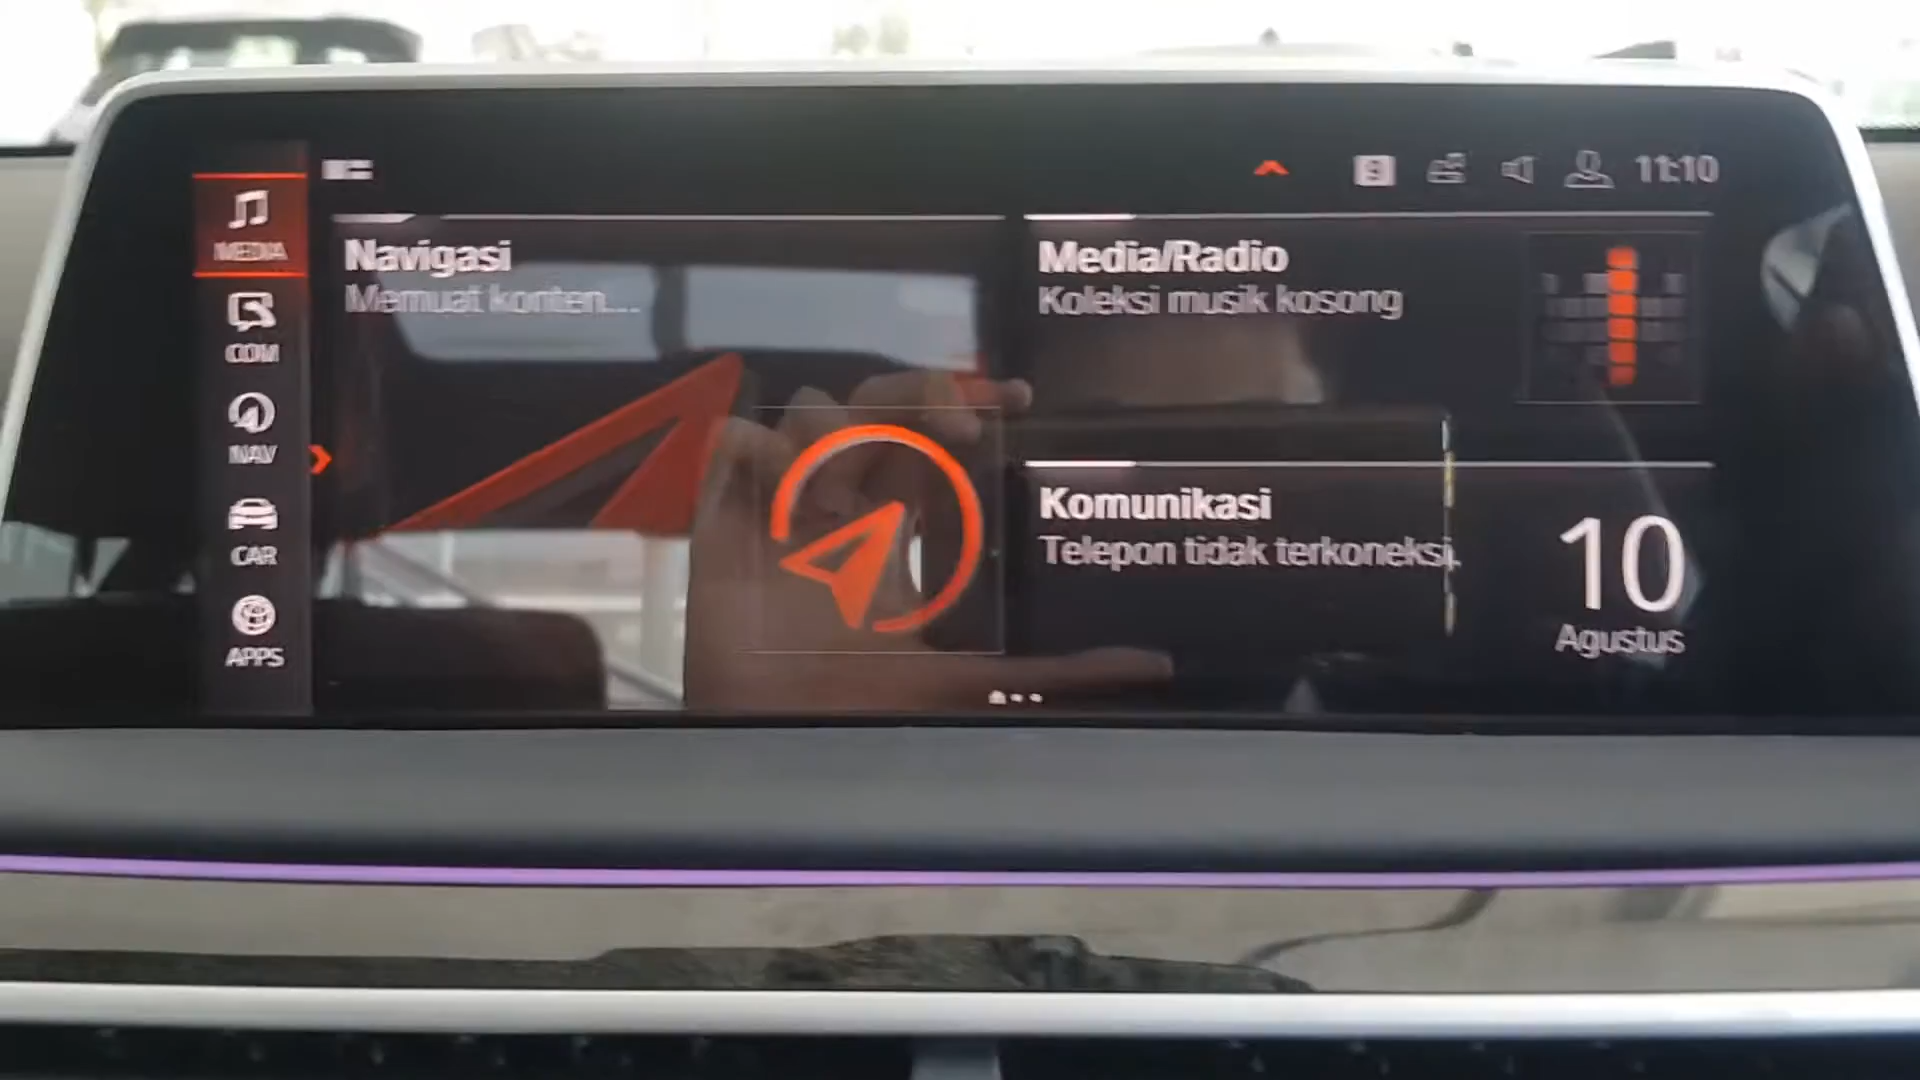 11:10
MEDIA
COM
NAV
CAR
APPS
Navigasi
Memuat konten...
Media/Radio
Koleksi musik kosong
Komunikasi
Telepon tidak terkoneksi.
10
Agustus